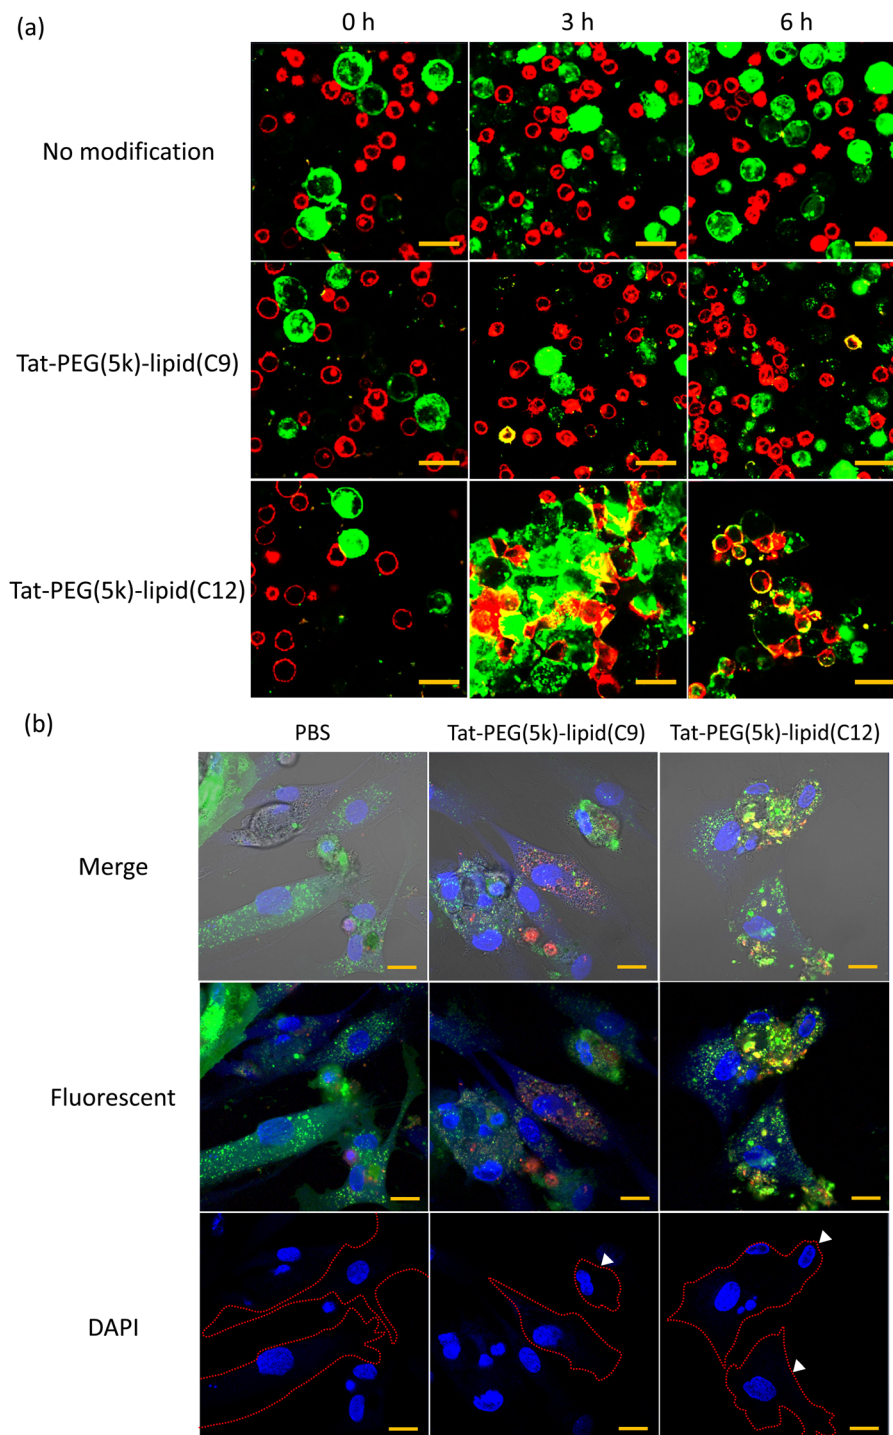 (a)
0 h 3 h 6 h
No modification
Tat-PEG(5k)-lipid(C9)
Tat-PEG(5k)-lipid(C12)
(b)
PBS Tat-PEG(5k)-lipid(C9) Tat-PEG(5k)-lipid(C12)
Merge
Fluorescent
DAPI